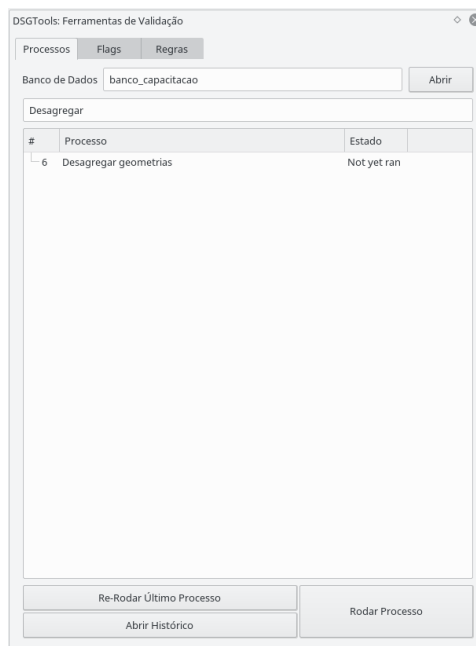 DSGTools: Ferramentas de Validação
Processos Flags Regras
Banco de Dados banco_capacitacao Abrir
Desagregar
# Processo Estado
6 Desagregar geometrias Not yet ran
Re-Rodar Último Processo
Rodar Processo
Abrir Histórico